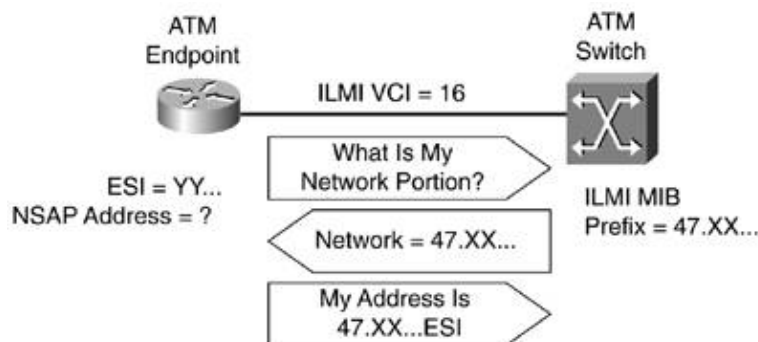 ATM
Endpoint
ATM
Switch
ILMI VCI = 16
What Is My
Network Portion?
ESI = YY...
NSAP Address = ?
ILMI MIB
Prefix = 47.XX...
Network = 47.XX...
My Address Is
47.XX...ESI